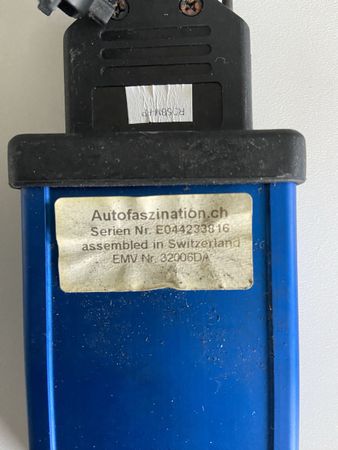 Autofaszination.ch
Serien Nr. E044233816
assembled in Switzerland
EMV Nr. 32006DA